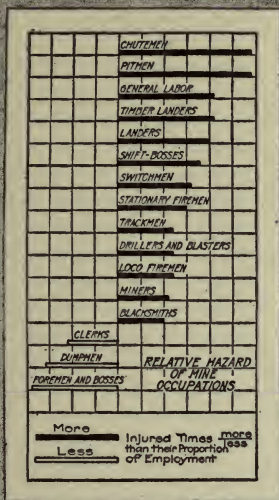 CHUTEMEN
PITMEN
GENERAL LABOR
TIMBER LANDERS
LANDERS
SHIFT-BOSSES
SWITCHMEN
STATIONARY FIREMEN
TRACKMEN
DRILLERS AND BLASTERS
LOCO FIREMEN
MINERS
BLACKSMITHS
CLERKS
DUMPMEN
FOREMEN AND BOSSES
RELATIVE HAZARD
OF MINE
OCCUPATIONS
More
Less
Injured Times more
less
than their Proportion
of Employment